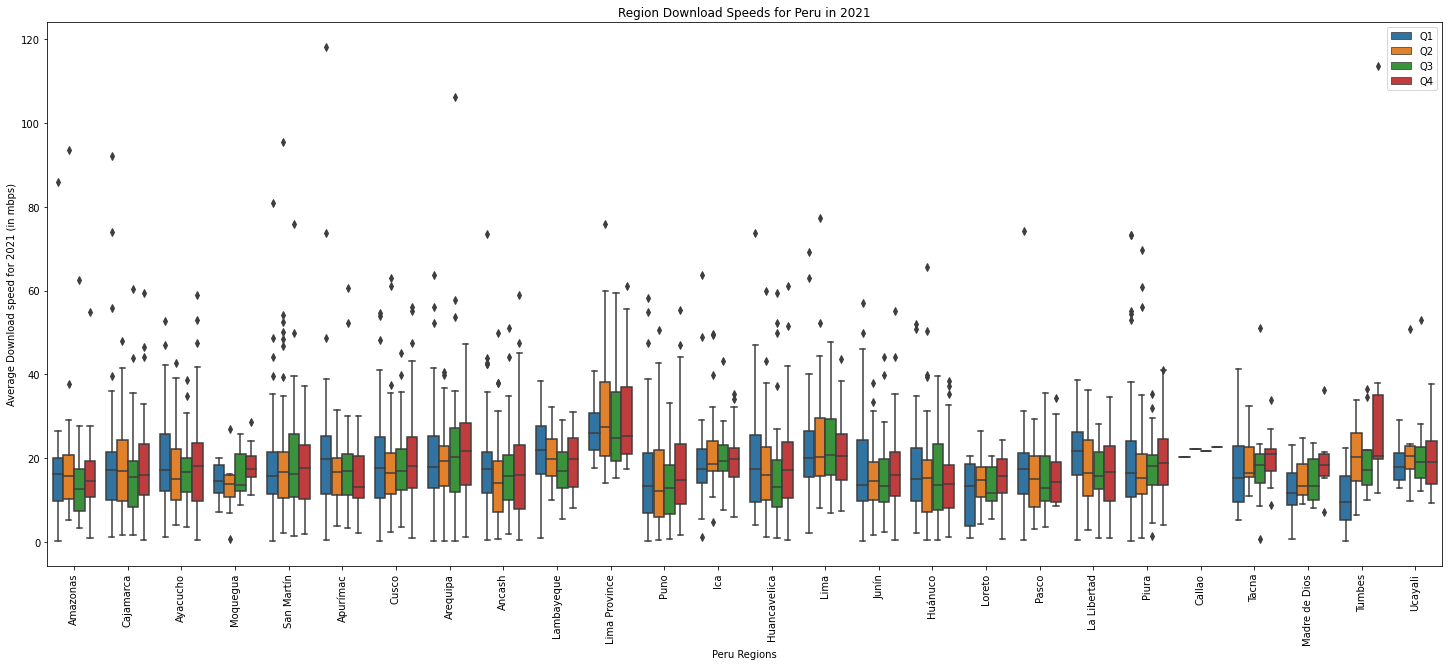 Region Download Speeds for Peru in 2021
Q1
Q2
Q3
Q4
Average Download speed for 2021 (in mbps)
120
100
80
60
40
20
0
Amazonas
Cajamarca
Ayacucho
Moquegua
San Martín
Apurímac
Cusco
Arequipa
Ancash
Lambayeque
Lima Province
Puno
Ica
Huancavelica
Lima
Junín
Huánuco
Loreto
Pasco
La Libertad
Piura
Callao
Tacna
Madre de Dios
Tumbes
Ucayali
Peru Regions